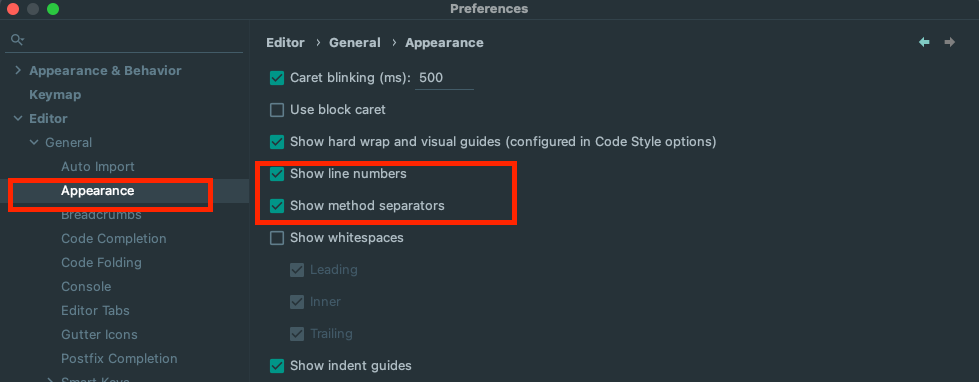 Preferences
Appearance & Behavior
Keymap
Editor
General
Auto Import
Appearance
Breadcrumbs
Code Completion
Code Folding
Console
Editor Tabs
Gutter Icons
Postfix Completion
Smart Keys
Editor › General › Appearance
Caret blinking (ms): 500
Use block caret
Show hard wrap and visual guides (configured in Code Style options)
Show line numbers
Show method separators
Show whitespaces
Leading
Inner
Trailing
Show indent guides